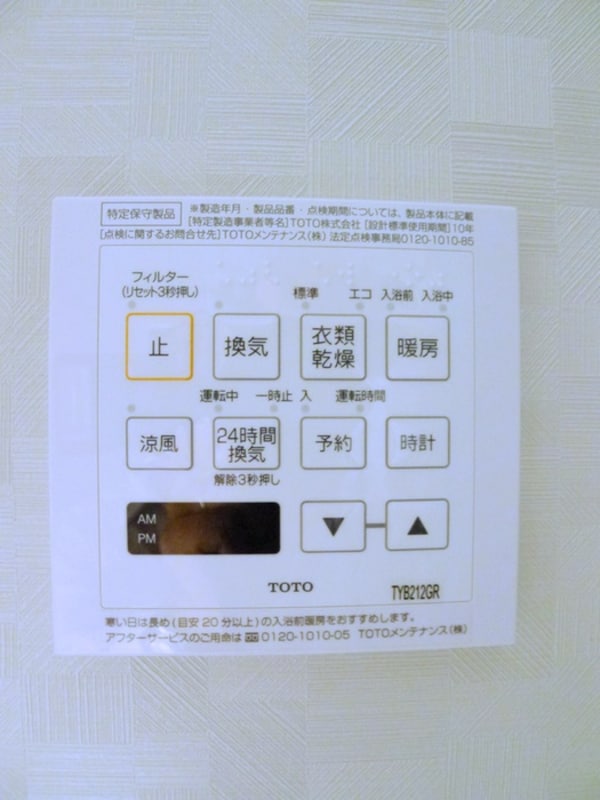 特定保守製品
※製造年月・製品品番・点検期間については、製品本体に記載
[特定製造事業者等名]TOTO株式会社 [設計標準使用期間]10年
[点検に関するお問合せ先]TOTOメンテナンス(株) 法定点検事務局0120-1010-85
フィルター
(リセット3秒押し)
標準 エコ 入浴前 入浴中
止 換気 衣類 暖房
乾燥
運転中 一時止 入 運転時間
涼風 24時間 予約 時計
換気
解除3秒押し
AM
PM
▼ ▲
TOTO TYB212GR
寒い日は長め(目安20分以上)の入浴前暖房をおすすめします。
アフターサービスのご用命は 0120-1010-05 TOTOメンテナンス(株)